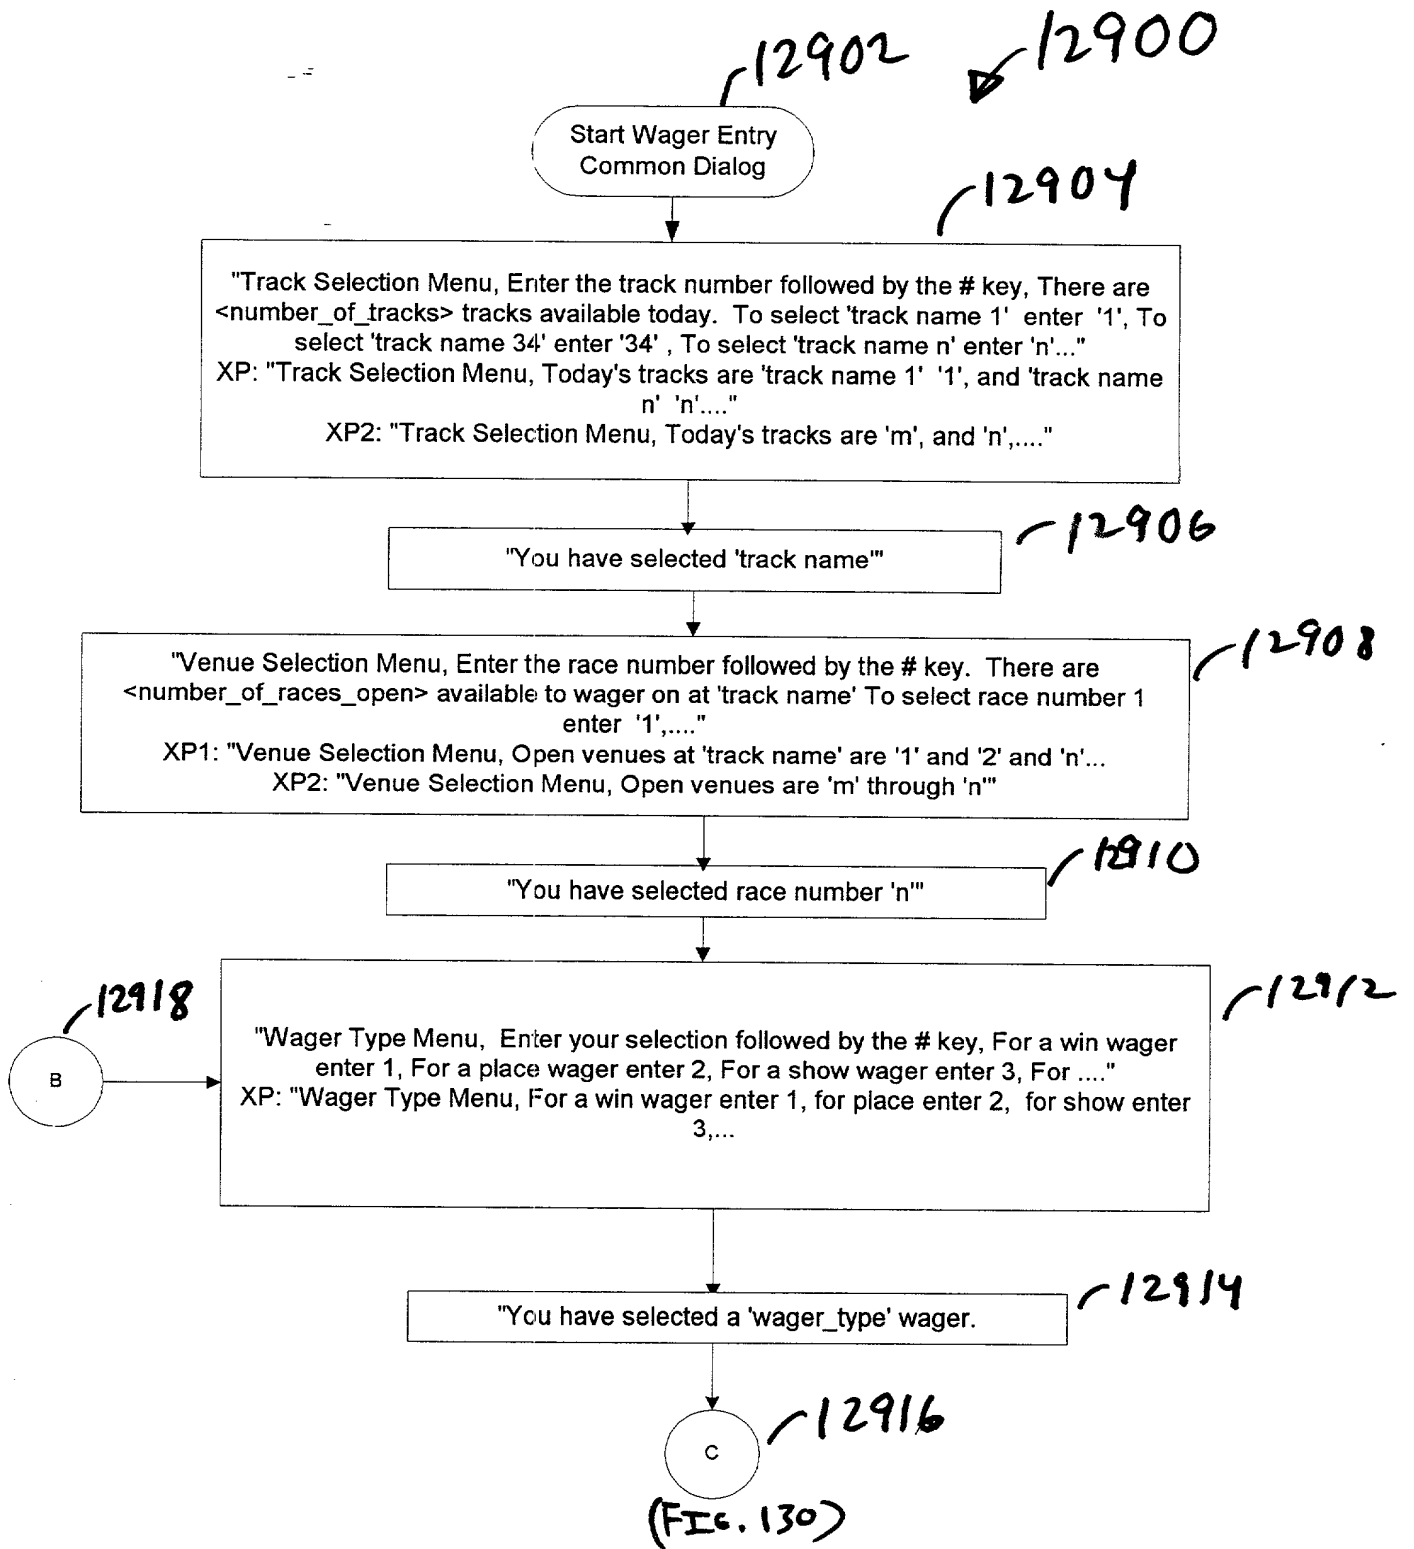 12902
12900
Start Wager Entry
Common Dialog
12904
"Track Selection Menu, Enter the track number followed by the # key, There are
<number_of_tracks> tracks available today.  To select 'track name 1'  enter  '1', To
select 'track name 34' enter '34' , To select 'track name n' enter 'n'..."
XP: "Track Selection Menu, Today's tracks are 'track name 1'  '1', and 'track name
n'  'n'...."
XP2: "Track Selection Menu, Today's tracks are 'm', and 'n',...."
12906
"You have selected 'track name'"
12908
"Venue Selection Menu, Enter the race number followed by the # key.  There are
<number_of_races_open> available to wager on at 'track name' To select race number 1
enter  '1',...."
XP1: "Venue Selection Menu, Open venues at 'track name' are '1' and '2' and 'n'...
XP2: "Venue Selection Menu, Open venues are 'm' through 'n'"
12910
"You have selected race number 'n'"
12918
12912
B
"Wager Type Menu,  Enter your selection followed by the # key, For a win wager
enter 1, For a place wager enter 2, For a show wager enter 3, For ...."
XP: "Wager Type Menu, For a win wager enter 1, for place enter 2,  for show enter
3,...
12914
"You have selected a 'wager_type' wager.
12916
C
(FIG. 130)